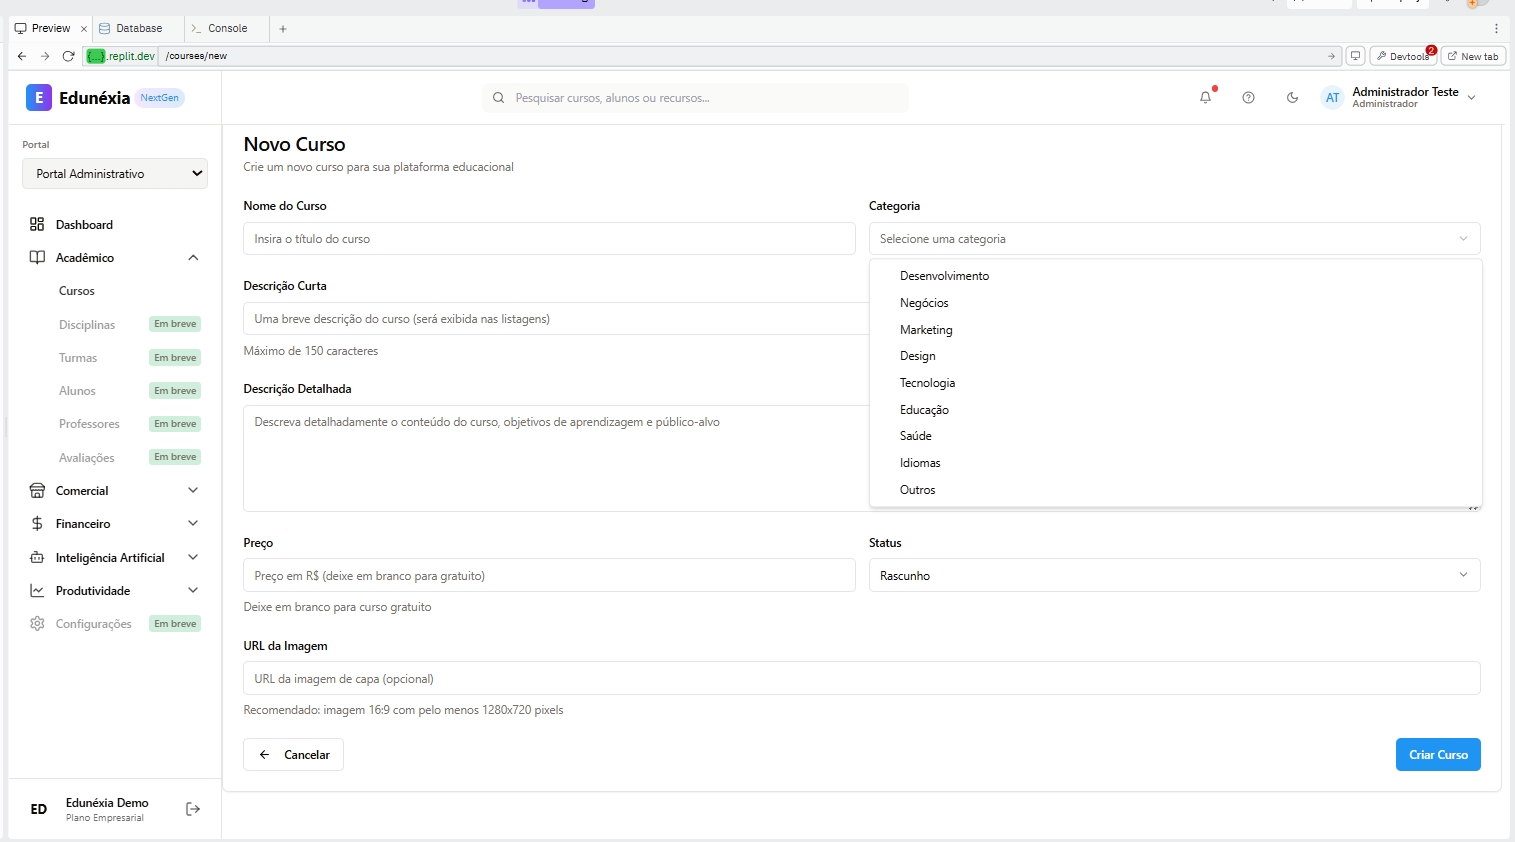 Preview
Database
Console
{...}.replit.dev
/courses/new
Devtools
2
New tab
E
Edunéxia
NextGen
Pesquisar cursos, alunos ou recursos...
AT
Administrador Teste
Administrador
Portal
Portal Administrativo
Dashboard
Acadêmico
Cursos
Disciplinas
Em breve
Turmas
Em breve
Alunos
Em breve
Professores
Em breve
Avaliações
Em breve
Comercial
Financeiro
Inteligência Artificial
Produtividade
Configurações
Em breve
ED
Edunéxia Demo
Plano Empresarial
Novo Curso
Crie um novo curso para sua plataforma educacional
Nome do Curso
Insira o título do curso
Categoria
Selecione uma categoria
Desenvolvimento
Negócios
Marketing
Design
Tecnologia
Educação
Saúde
Idiomas
Outros
Descrição Curta
Uma breve descrição do curso (será exibida nas listagens)
Máximo de 150 caracteres
Descrição Detalhada
Descreva detalhadamente o conteúdo do curso, objetivos de aprendizagem e público-alvo
Preço
Preço em R$ (deixe em branco para gratuito)
Deixe em branco para curso gratuito
Status
Rascunho
URL da Imagem
URL da imagem de capa (opcional)
Recomendado: imagem 16:9 com pelo menos 1280x720 pixels
Cancelar
Criar Curso